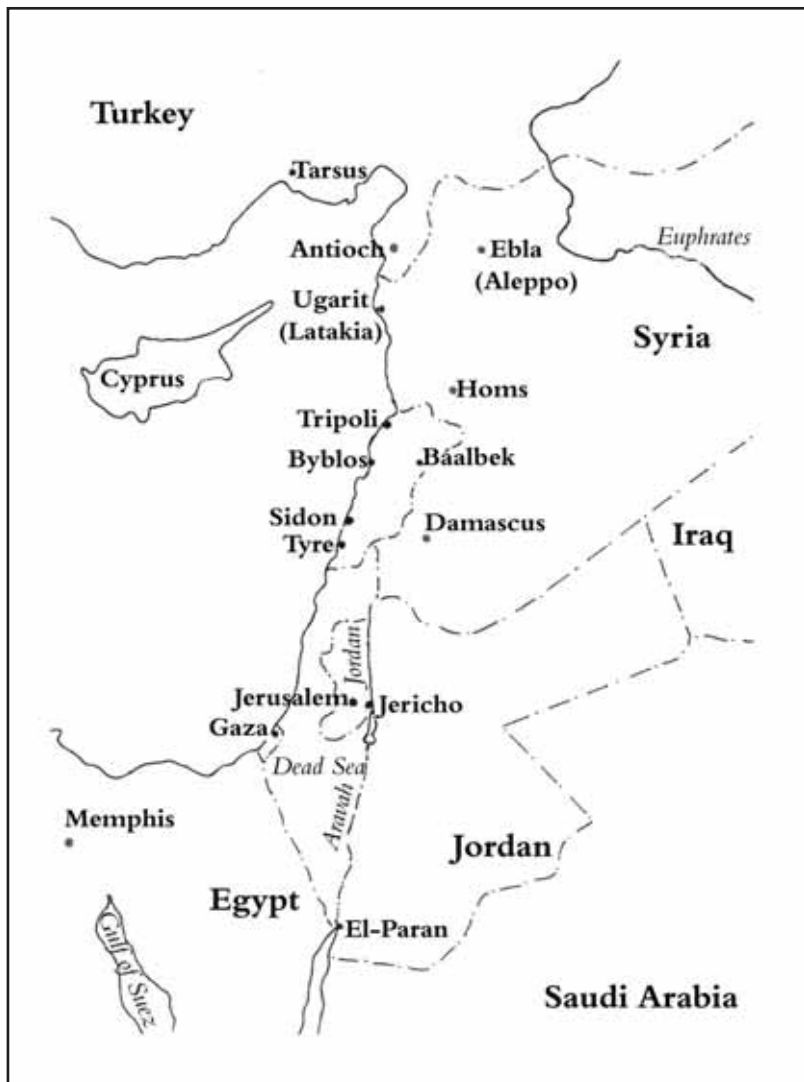 Turkey
Tarsus
Antioch
Ebla
(Aleppo)
Euphrates
Ugarit
(Latakia)
Syria
Cyprus
Homs
Tripoli
Byblos
Báalbek
Sidon
Damascus
Tyre
Iraq
Jordan
Jerusalem
Jericho
Gaza
Dead Sea
Aravah
Memphis
Jordan
Egypt
El-Paran
Gulf of Suez
Saudi Arabia